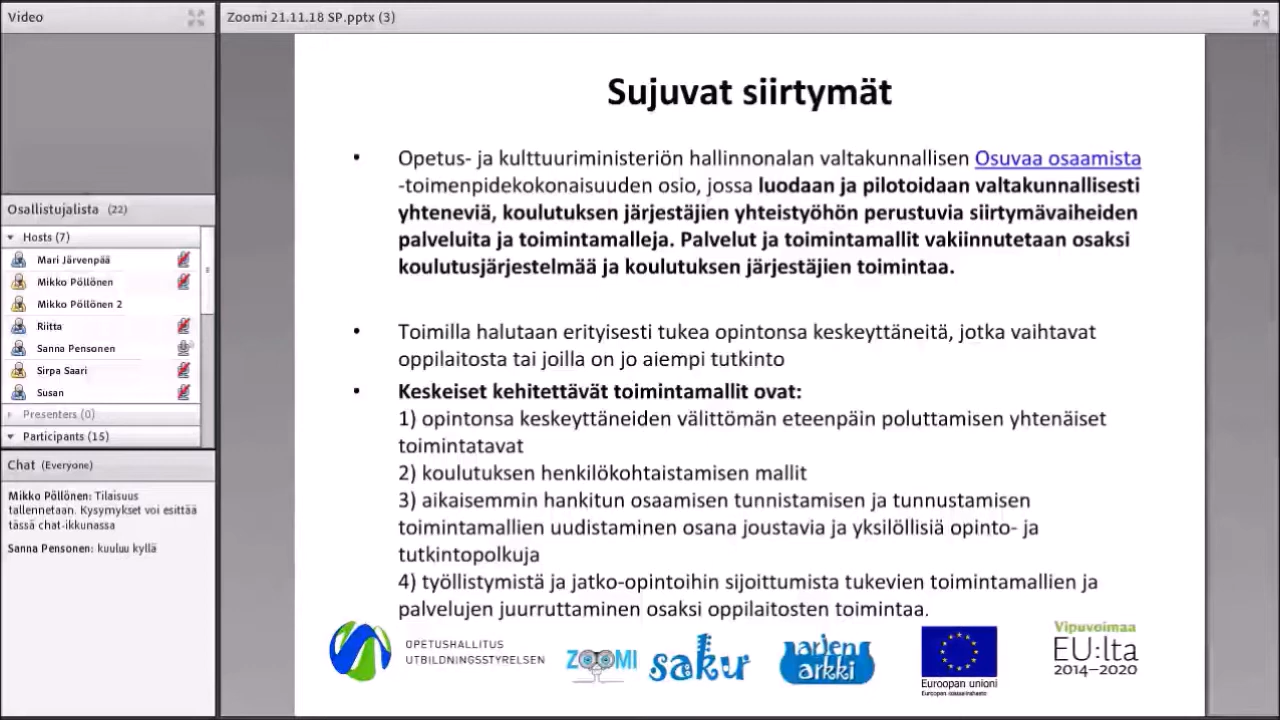 Video
Zoomi 21.11.18 SP.pptx (3)
Osallistujalista (22)
Hosts (7)
Mari Järvenpää
Mikko Pöllönen
Mikko Pöllönen 2
Riitta
Sanna Pensonen
Sirpa Saari
Susan
Presenters (0)
Participants (15)
Chat (Everyone)
Mikko Pöllönen: Tilaisuus
tallennetaan. Kysymykset voi esittää
tässä chat-ikkunassa
Sanna Pensonen: kuuluu kyllä
Sujuvat siirtymät
• Opetus- ja kulttuuriministeriön hallinnonalan valtakunnallisen Osuvaa osaamista
-toimenpidekokonaisuuden osio, jossa luodaan ja pilotoidaan valtakunnallisesti
yhteneviä, koulutuksen järjestäjien yhteistyöhön perustuvia siirtymävaiheiden
palveluita ja toimintamalleja. Palvelut ja toimintamallit vakiinnutetaan osaksi
koulutusjärjestelmää ja koulutuksen järjestäjien toimintaa.
• Toimilla halutaan erityisesti tukea opintonsa keskeyttäneitä, jotka vaihtavat
oppilaitosta tai joilla on jo aiempi tutkinto
• Keskeiset kehitettävät toimintamallit ovat:
1) opintonsa keskeyttäneiden välittömän eteenpäin poluttamisen yhtenäiset
toimintatavat
2) koulutuksen henkilökohtaistamisen mallit
3) aikaisemmin hankitun osaamisen tunnistamisen ja tunnustamisen
toimintamallien uudistaminen osana joustavia ja yksilöllisiä opinto- ja
tutkintopolkuja
4) työllistymistä ja jatko-opintoihin sijoittumista tukevien toimintamallien ja
palvelujen juurruttaminen osaksi oppilaitosten toimintaa.
OPETUSHALLITUS
UTBILDNINGSSTYRELSEN
ZOOMI
saku
arjen
arkki
Euroopan unioni
Euroopan sosiaalirahasto
Vipuvoimaa
EU:lta
2014–2020